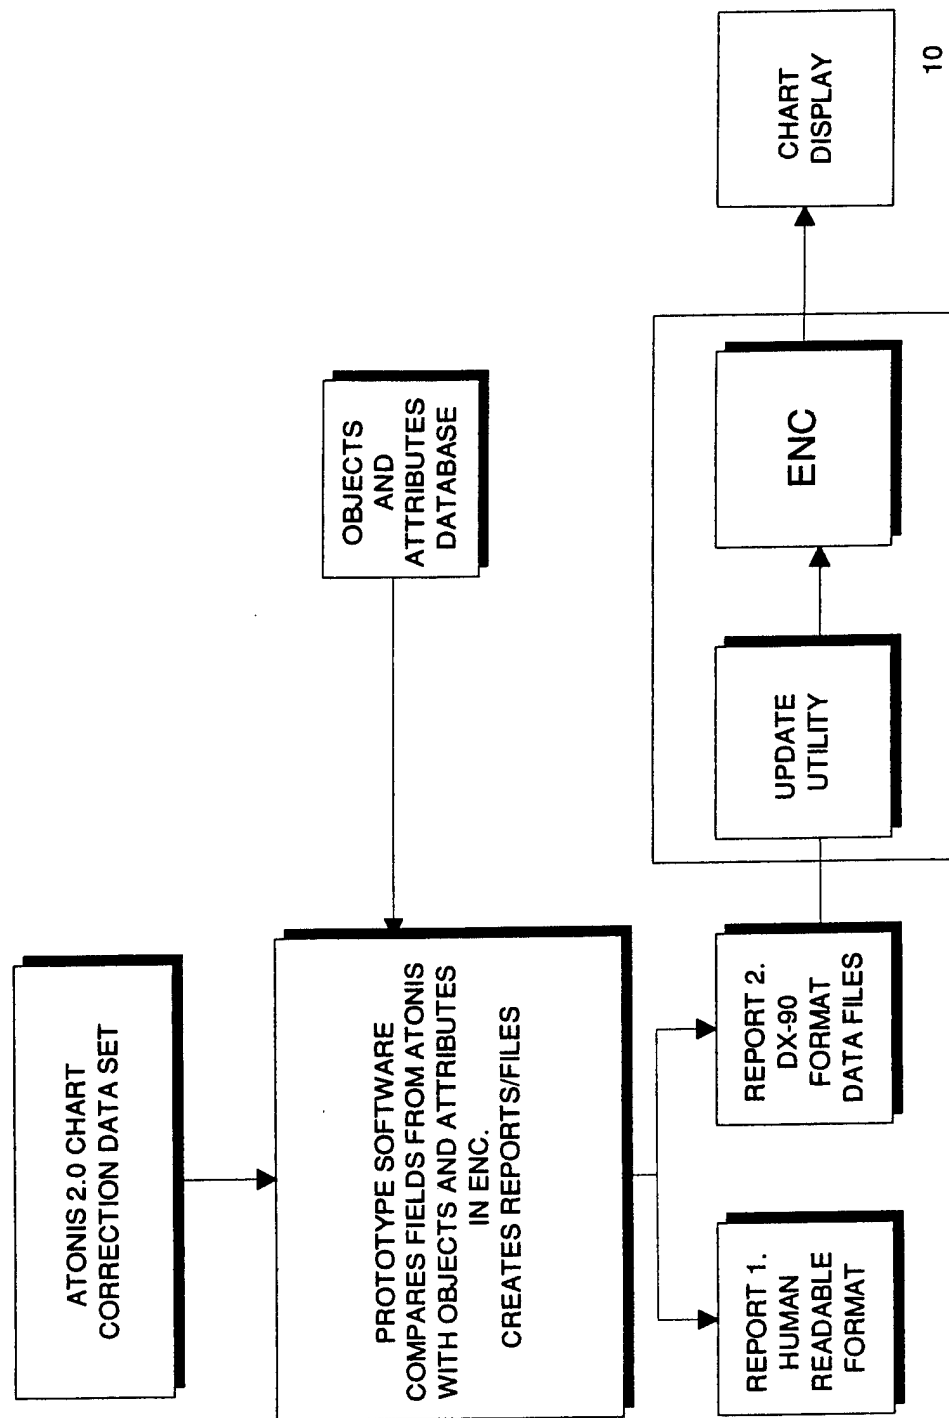 ATONIS 2.0 CHART
CORRECTION DATA SET
PROTOTYPE SOFTWARE
COMPARES FIELDS FROM ATONIS
WITH OBJECTS AND ATTRIBUTES
IN ENC.
CREATES REPORTS/FILES
OBJECTS
AND
ATTRIBUTES
DATABASE
REPORT 1.
HUMAN
READABLE
FORMAT
REPORT 2.
DX-90
FORMAT
DATA FILES
UPDATE
UTILITY
ENC
CHART
DISPLAY
10